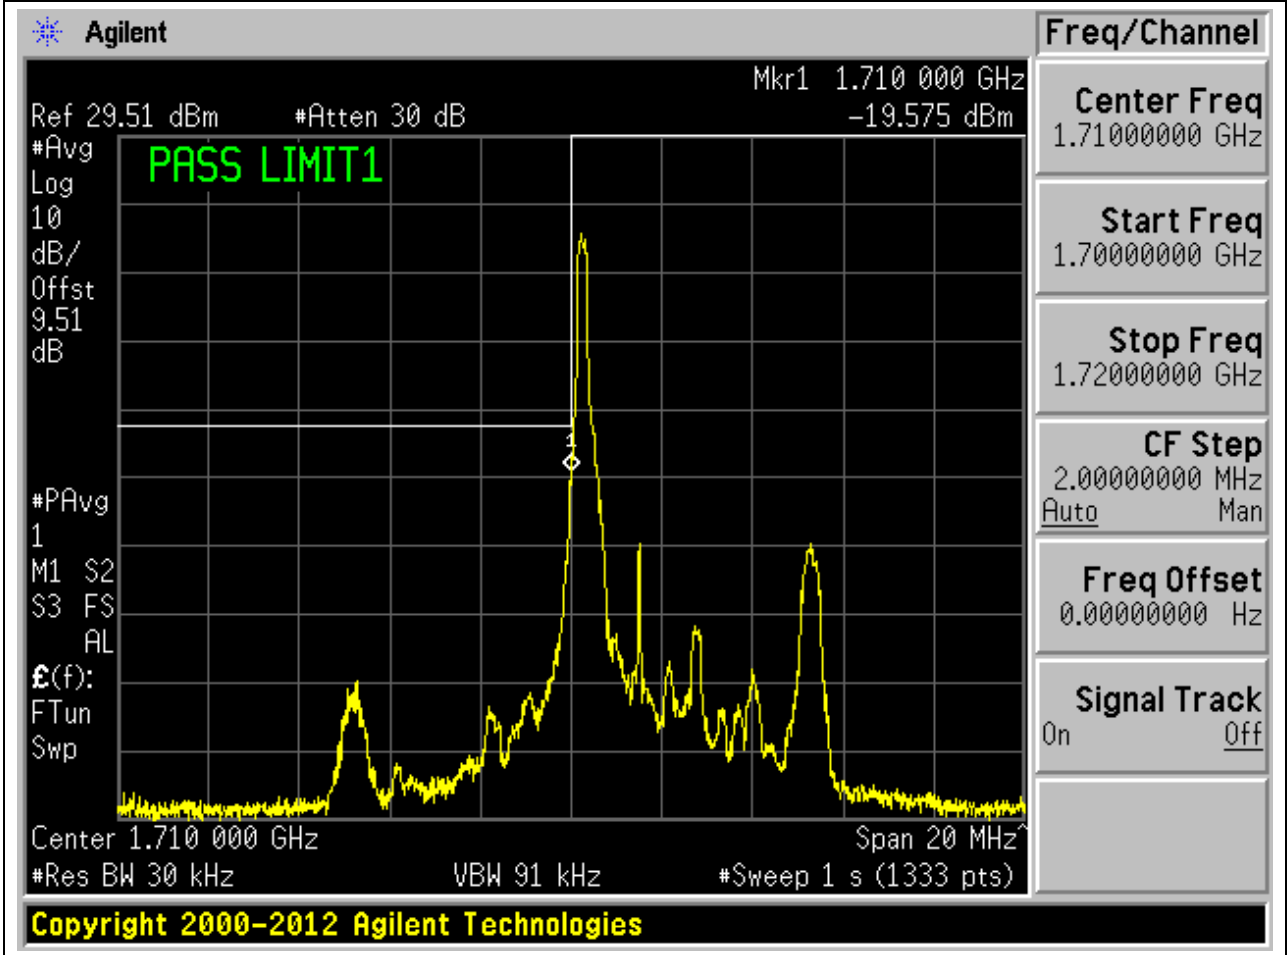 Agilent
Freq/Channel
Mkr1 1.710 000 GHz
Ref 29.51 dBm #Atten 30 dB -19.575 dBm
#Avg
Log
10
dB/
Offst
9.51
dB
PASS LIMIT1
1
#PAvg
1
M1 S2
S3 FS
AL
£(f):
FTun
Swp
Center 1.710 000 GHz Span 20 MHz^
#Res BW 30 kHz VBW 91 kHz #Sweep 1 s (1333 pts)
Copyright 2000-2012 Agilent Technologies
Center Freq
1.71000000 GHz
Start Freq
1.70000000 GHz
Stop Freq
1.72000000 GHz
CF Step
2.00000000 MHz
Auto Man
Freq Offset
0.00000000 Hz
Signal Track
On Off